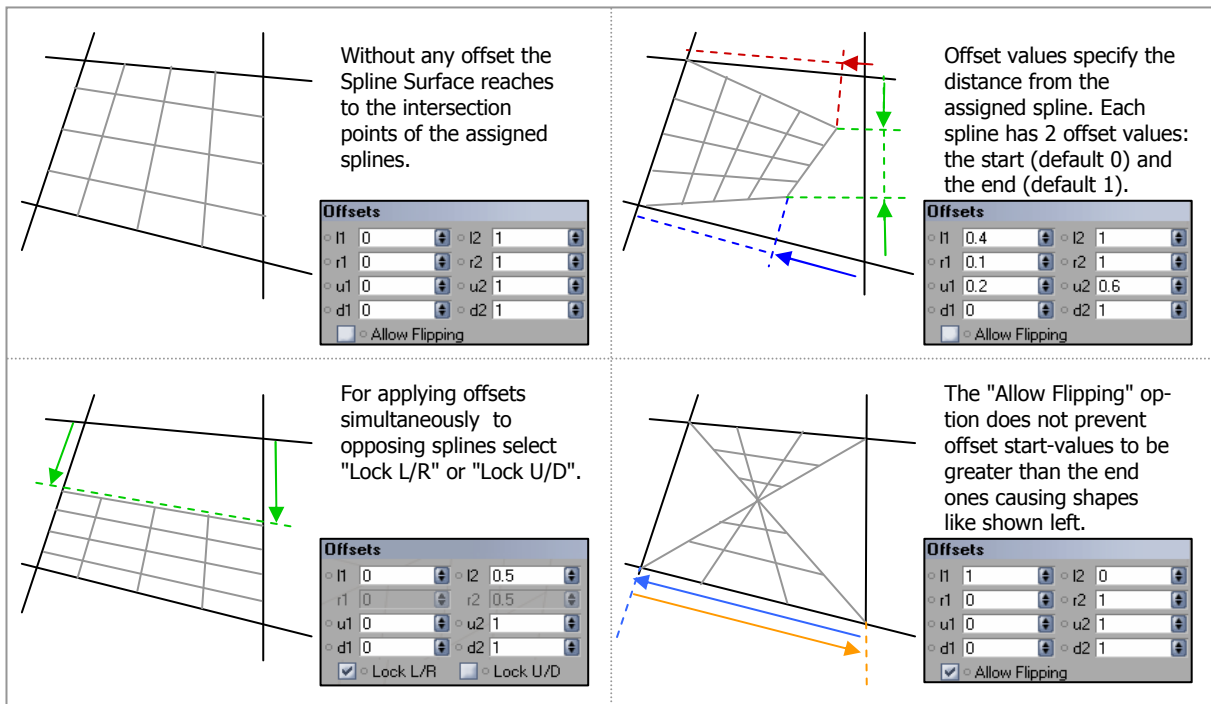 Without any offset the
Spline Surface reaches
to the intersection
points of the assigned
splines.
Offsets
l1 0 l2 1
r1 0 r2 1
u1 0 u2 1
d1 0 d2 1
Allow Flipping
Offset values specify the
distance from the
assigned spline. Each
spline has 2 offset values:
the start (default 0) and
the end (default 1).
Offsets
l1 0.4 l2 1
r1 0.1 r2 1
u1 0.2 u2 0.6
d1 0 d2 1
Allow Flipping
For applying offsets
simultaneously to
opposing splines select
"Lock L/R" or "Lock U/D".
Offsets
l1 0 l2 0.5
r1 0 r2 0.5
u1 0 u2 1
d1 0 d2 1
Lock L/R Lock U/D
The "Allow Flipping" op-
tion does not prevent
offset start-values to be
greater than the end
ones causing shapes
like shown left.
Offsets
l1 1 l2 0
r1 0 r2 1
u1 0 u2 1
d1 0 d2 1
Allow Flipping